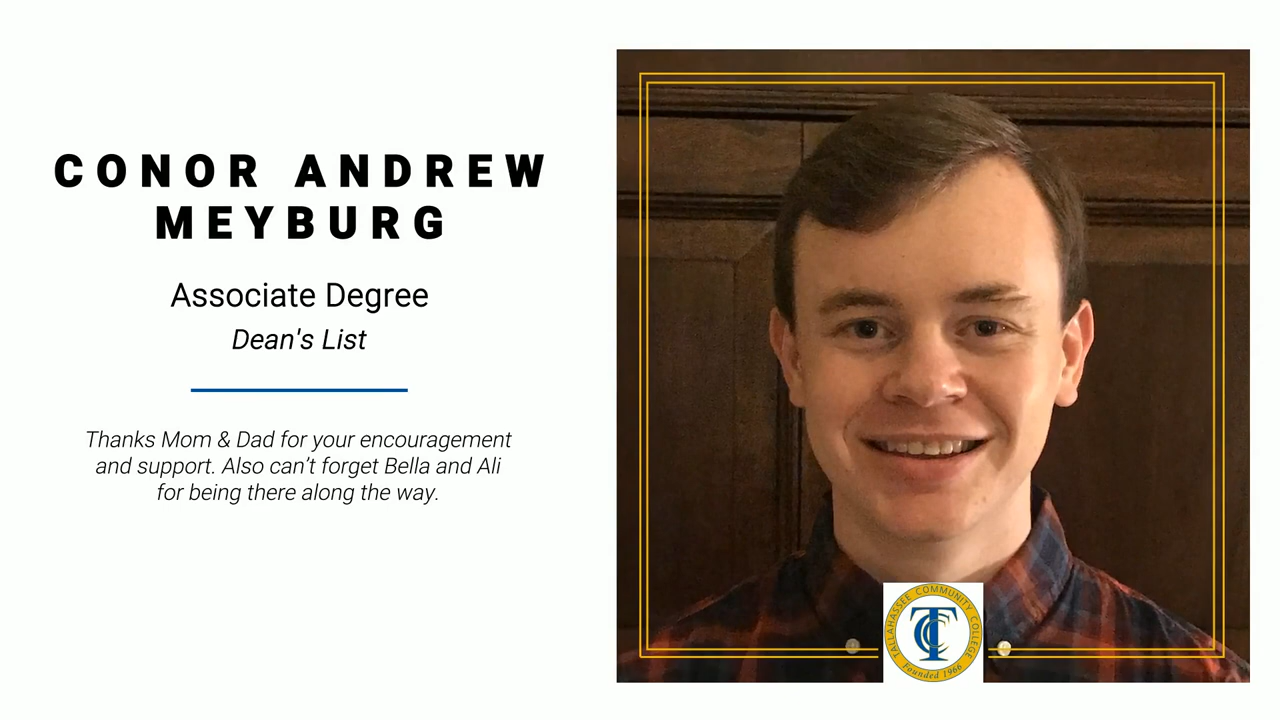 CONOR ANDREW
MEYBURG
Associate Degree
Dean's List
Thanks Mom & Dad for your encouragement
and support. Also can’t forget Bella and Ali
for being there along the way.
TALLAHASSEE COMMUNITY COLLEGE
TCC
Founded 1966